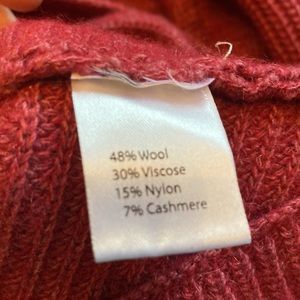 48% Wool
30% Viscose
15% Nylon
7% Cashmere